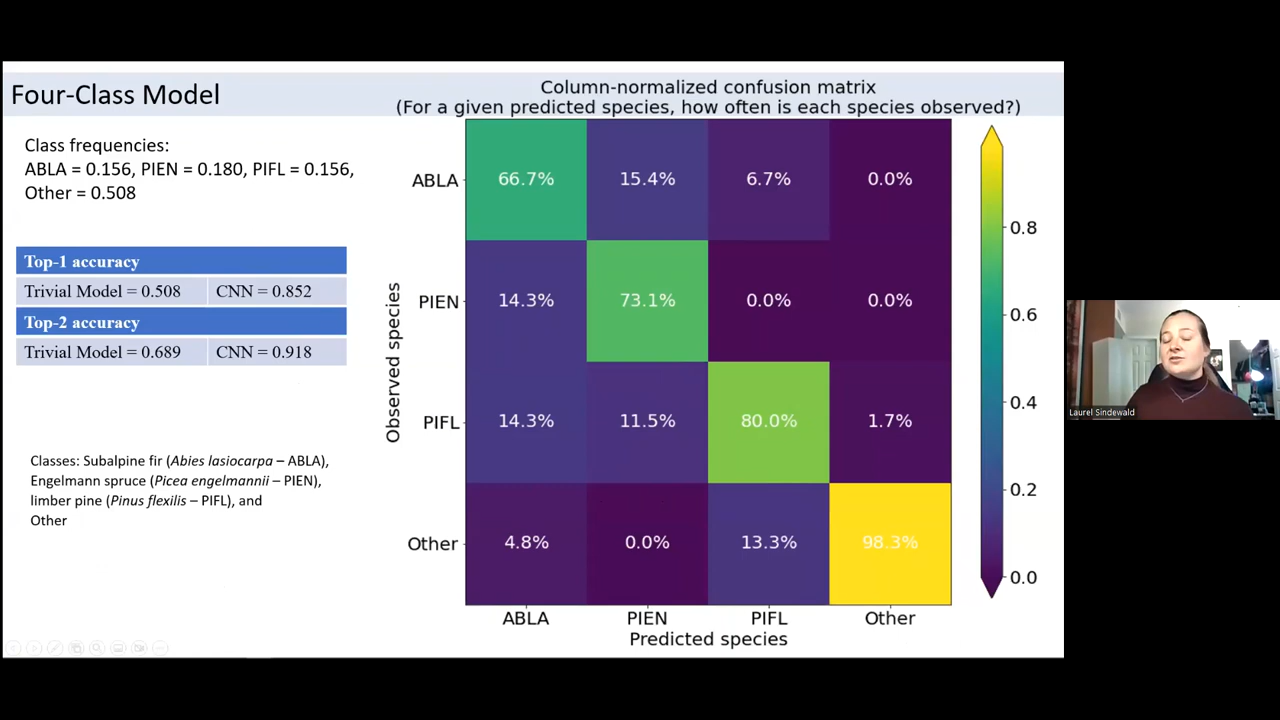 Four-Class Model
Column-normalized confusion matrix
(For a given predicted species, how often is each species observed?)
Class frequencies:
ABLA = 0.156, PIEN = 0.180, PIFL = 0.156,
Other = 0.508
Top-1 accuracy
Trivial Model = 0.508 CNN = 0.852
Top-2 accuracy
Trivial Model = 0.689 CNN = 0.918
Classes: Subalpine fir (Abies lasiocarpa – ABLA),
Engelmann spruce (Picea engelmannii – PIEN),
limber pine (Pinus flexilis – PIFL), and
Other
Observed species
ABLA 66.7% 15.4% 6.7% 0.0%
PIEN 14.3% 73.1% 0.0% 0.0%
PIFL 14.3% 11.5% 80.0% 1.7%
Other 4.8% 0.0% 13.3% 98.3%
ABLA PIEN PIFL Other
Predicted species
0.8
0.6
0.4
0.2
0.0
Laurel Sindewald